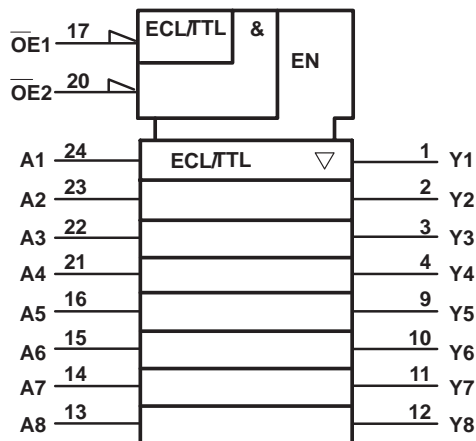 OE1 17 ECL/TTL & EN
OE2 20
A1 24 ECL/TTL ▽ 1 Y1
A2 23 2 Y2
A3 22 3 Y3
A4 21 4 Y4
A5 16 9 Y5
A6 15 10 Y6
A7 14 11 Y7
A8 13 12 Y8